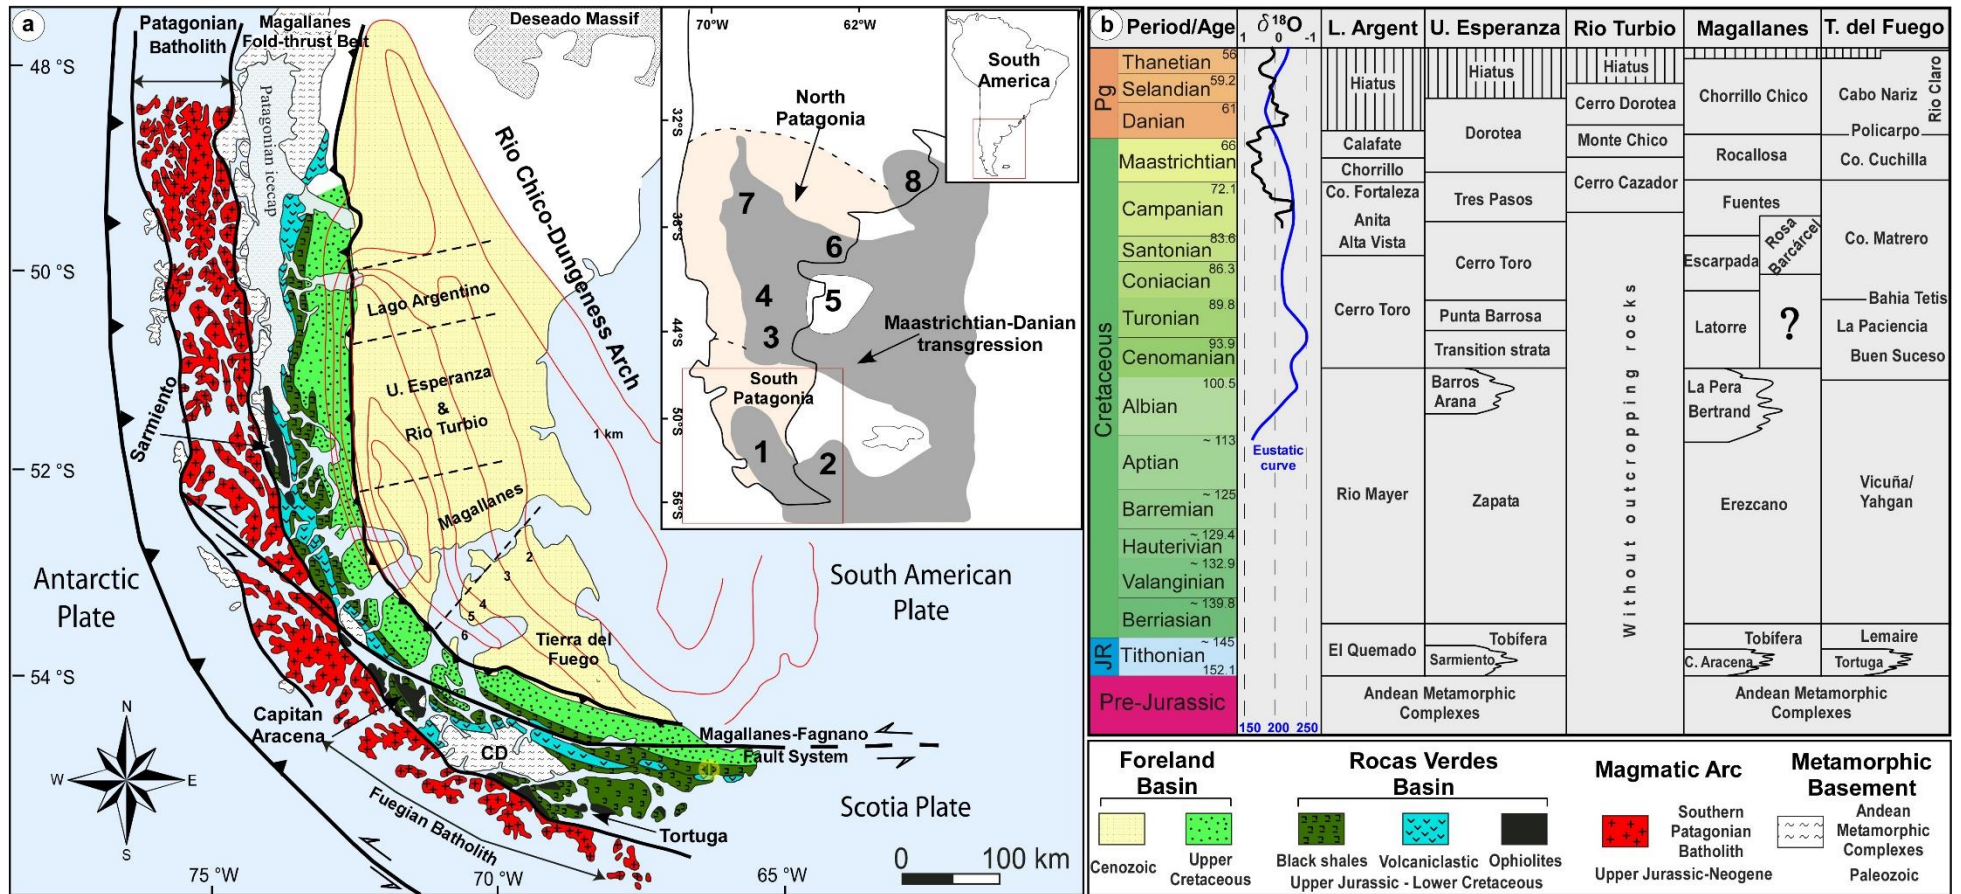 a
Patagonian
Batholith
Magallanes
Fold-thrust Belt
Deseado Massif
48 °S
50 °S
52 °S
54 °S
Patagonian icecap
Rio Chico-Dungeness Arch
Lago Argentino
U. Esperanza
&
Rio Turbio
Magallanes
1 km
2
3
4
5
6
Sarmiento
Antarctic
Plate
South American
Plate
Tierra del
Fuego
Capitan
Aracena
CD
Magallanes-Fagnano
Fault System
Scotia Plate
Fuegian Batholith
Tortuga
N
W
E
S
0
100 km
75 °W
70 °W
65 °W
70°W
62°W
32°S
38°S
44°S
50°S
56°S
North
Patagonia
South
America
7
8
6
4
5
3
Maastrichtian-Danian
transgression
South
Patagonia
1
2
b
Period/Age
δ18O
1
0
-1
L. Argent
U. Esperanza
Rio Turbio
Magallanes
T. del Fuego
Pg
Cretaceous
JR
Thanetian
56
Selandian
59.2
Danian
61
Maastrichtian
66
Campanian
72.1
Santonian
83.6
Coniacian
86.3
Turonian
89.8
Cenomanian
93.9
Albian
100.5
Aptian
~ 113
Barremian
~ 125
Hauterivian
~ 129.4
Valanginian
~ 132.9
Berriasian
~ 139.8
Tithonian
~ 145
152.1
Pre-Jurassic
Eustatic
curve
150
200
250
Hiatus
Calafate
Chorrillo
Co. Fortaleza
Anita
Alta Vista
Cerro Toro
Rio Mayer
El Quemado
Andean Metamorphic
Complexes
Hiatus
Dorotea
Tres Pasos
Cerro Toro
Punta Barrosa
Transition strata
Barros
Arana
Zapata
Tobífera
Sarmiento
Hiatus
Cerro Dorotea
Monte Chico
Cerro Cazador
Without outcropping rocks
Chorrillo Chico
Rocallosa
Fuentes
Rosa
Barcárcel
Escarpada
Latorre
?
La Pera
Bertrand
Erezcano
Tobífera
C. Aracena
Andean Metamorphic
Complexes
Cabo Nariz
Rio Claro
Policarpo
Co. Cuchilla
Co. Matrero
Bahia Tetis
La Paciencia
Buen Suceso
Vicuña/
Yahgan
Lemaire
Tortuga
Foreland
Basin
Rocas Verdes
Basin
Magmatic Arc
Metamorphic
Basement
Cenozoic
Upper
Cretaceous
Black shales
Volcaniclastic
Ophiolites
Upper Jurassic - Lower Cretaceous
Southern
Patagonian
Batholith
Upper Jurassic-Neogene
Andean
Metamorphic
Complexes
Paleozoic